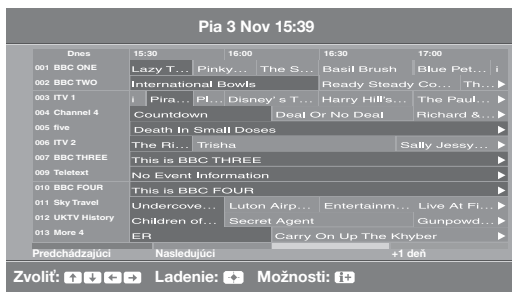 Pia 3 Nov 15:39
Dnes 15:30 16:00 16:30 17:00
001 BBC ONE Lazy T... Pinky... The S... Basil Brush Blue Pet... i
002 BBC TWO International Bowls Ready Steady Co... Th...
003 ITV 1 i Pira... Pl... Disney's T... Harry Hill's... The Paul...
004 Channel 4 Countdown Deal Or No Deal Richard &...
005 five Death In Small Doses
006 ITV 2 The Ri... Trisha Sally Jessy...
007 BBC THREE This is BBC THREE
009 Teletext No Event Information
010 BBC FOUR This is BBC FOUR
011 Sky Travel Undercove... Luton Airp... Entertainm... Live At Fi...
012 UKTV History Children of... Secret Agent Gunpowd...
013 More 4 ER Carry On Up The Khyber
Predchádzajúci Nasledujúci +1 deň
Zvoliť: Ladenie: Možnosti: i+